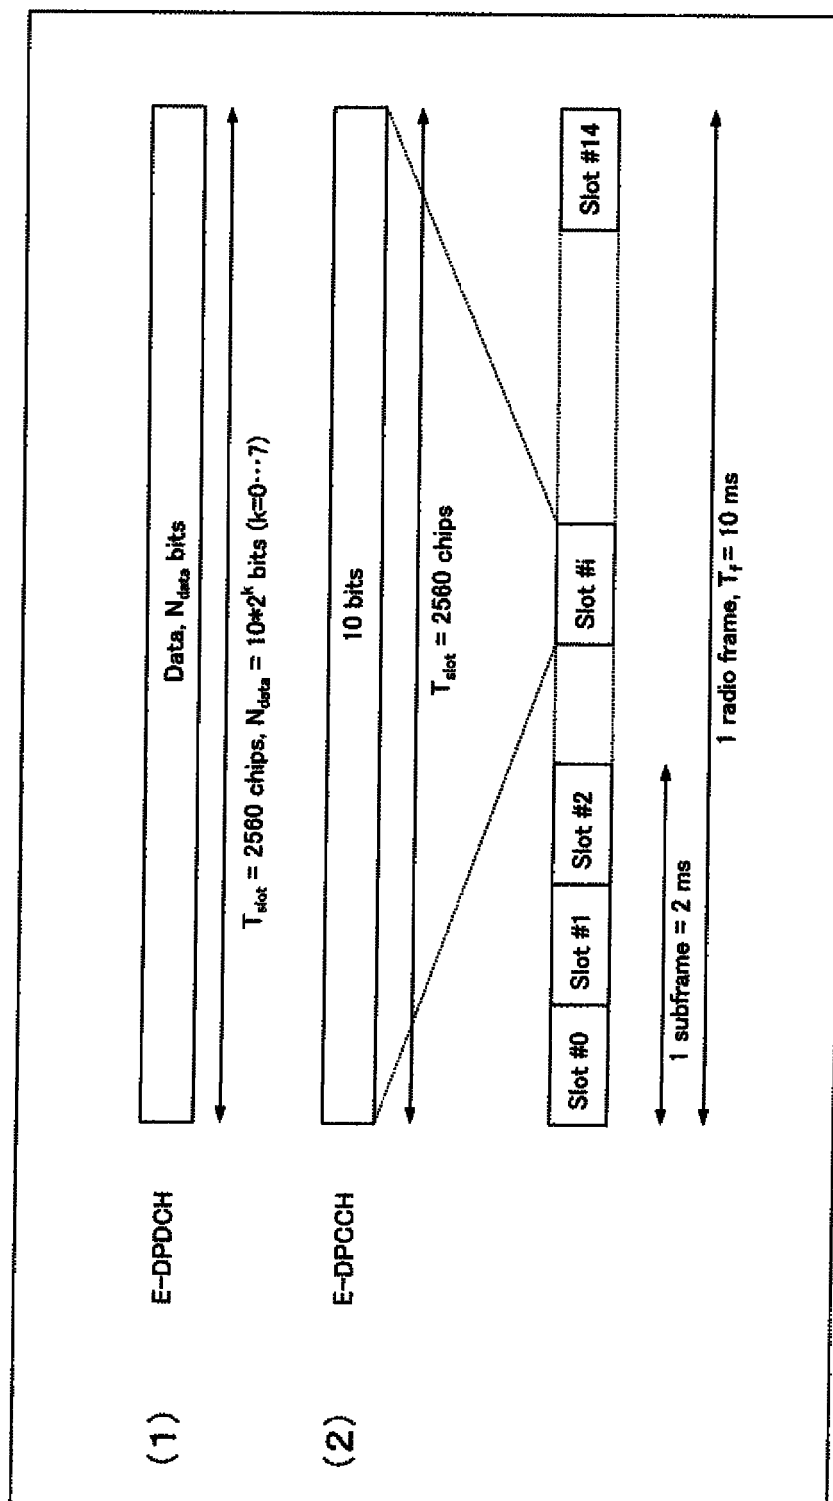 (1) E-DPDCH
Data, N_data bits
T_slot = 2560 chips, N_data = 10*2^k bits (k=0···7)
(2) E-DPCCH
10 bits
T_slot = 2560 chips
Slot #0 Slot #1 Slot #2 Slot #i Slot #14
1 subframe = 2 ms
1 radio frame, T_f = 10 ms